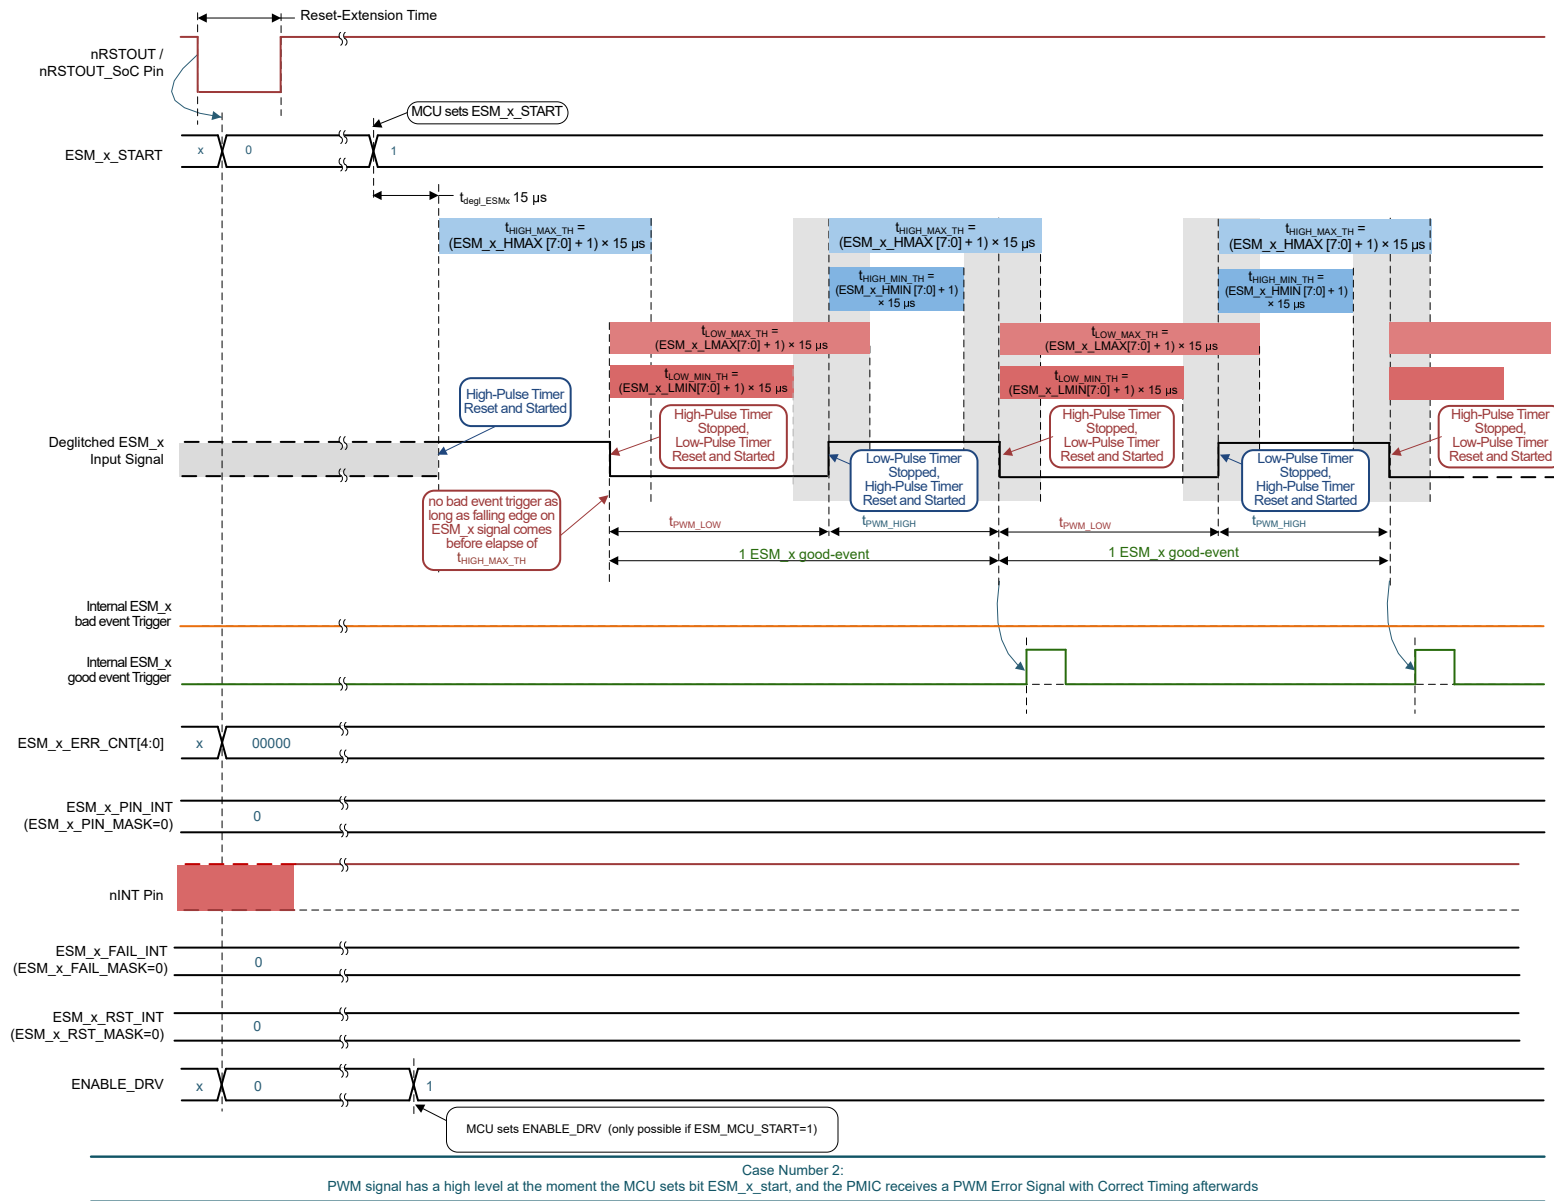 Reset-Extension Time
nRSTOUT /
nRSTOUT_SoC Pin
MCU sets ESM_x_START
ESM_x_START
x
0
1
tdegl_ESMx 15 µs
tHIGH_MAX_TH =
(ESM_x_HMAX [7:0] + 1) × 15 µs
tHIGH_MAX_TH =
(ESM_x_HMAX [7:0] + 1) × 15 µs
tHIGH_MAX_TH =
(ESM_x_HMAX [7:0] + 1) × 15 µs
tHIGH_MIN_TH =
(ESM_x_HMIN [7:0] + 1)
× 15 µs
tHIGH_MIN_TH =
(ESM_x_HMIN [7:0] + 1)
× 15 µs
tLOW_MAX_TH =
(ESM_x_LMAX[7:0] + 1) × 15 µs
tLOW_MAX_TH =
(ESM_x_LMAX[7:0] + 1) × 15 µs
tLOW_MIN_TH =
(ESM_x_LMIN[7:0] + 1) × 15 µs
tLOW_MIN_TH =
(ESM_x_LMIN[7:0] + 1) × 15 µs
High-Pulse Timer
Reset and Started
High-Pulse Timer
Stopped,
Low-Pulse Timer
Reset and Started
High-Pulse Timer
Stopped,
Low-Pulse Timer
Reset and Started
High-Pulse Timer
Stopped,
Low-Pulse Timer
Reset and Started
Deglitched ESM_x
Input Signal
Low-Pulse Timer
Stopped,
High-Pulse Timer
Reset and Started
Low-Pulse Timer
Stopped,
High-Pulse Timer
Reset and Started
no bad event trigger as
long as falling edge on
ESM_x signal comes
before elapse of
tHIGH_MAX_TH
tPWM_LOW
tPWM_HIGH
tPWM_LOW
tPWM_HIGH
1 ESM_x good-event
1 ESM_x good-event
Internal ESM_x
bad event Trigger
Internal ESM_x
good event Trigger
ESM_x_ERR_CNT[4:0]
x
00000
ESM_x_PIN_INT
(ESM_x_PIN_MASK=0)
0
nINT Pin
ESM_x_FAIL_INT
(ESM_x_FAIL_MASK=0)
0
ESM_x_RST_INT
(ESM_x_RST_MASK=0)
0
ENABLE_DRV
x
0
1
MCU sets ENABLE_DRV (only possible if ESM_MCU_START=1)
Case Number 2:
PWM signal has a high level at the moment the MCU sets bit ESM_x_start, and the PMIC receives a PWM Error Signal with Correct Timing afterwards